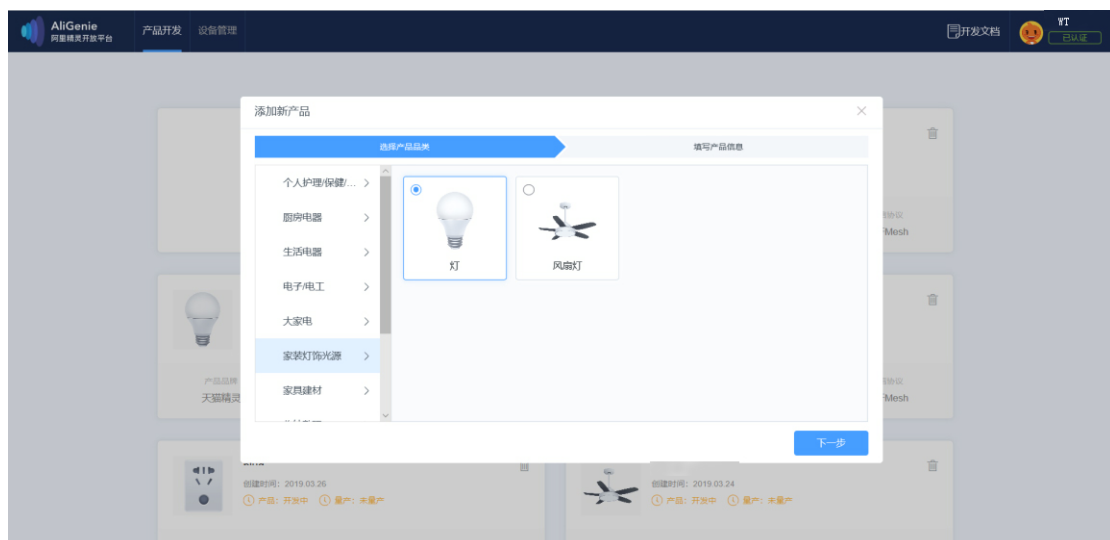 AliGenie
阿里精灵开放平台
产品开发
设备管理
开发文档
WT
已认证
添加新产品
选择产品品类
填写产品信息
个人护理/保健/...
厨房电器
生活电器
电子/电工
大家电
家装灯饰光源
家具建材
灯
风扇灯
下一步
Mesh
产品品牌
天猫精灵
Mesh
创建时间：2019.03.26
产品：开发中 量产：未量产
创建时间：2019.03.24
产品：开发中 量产：未量产